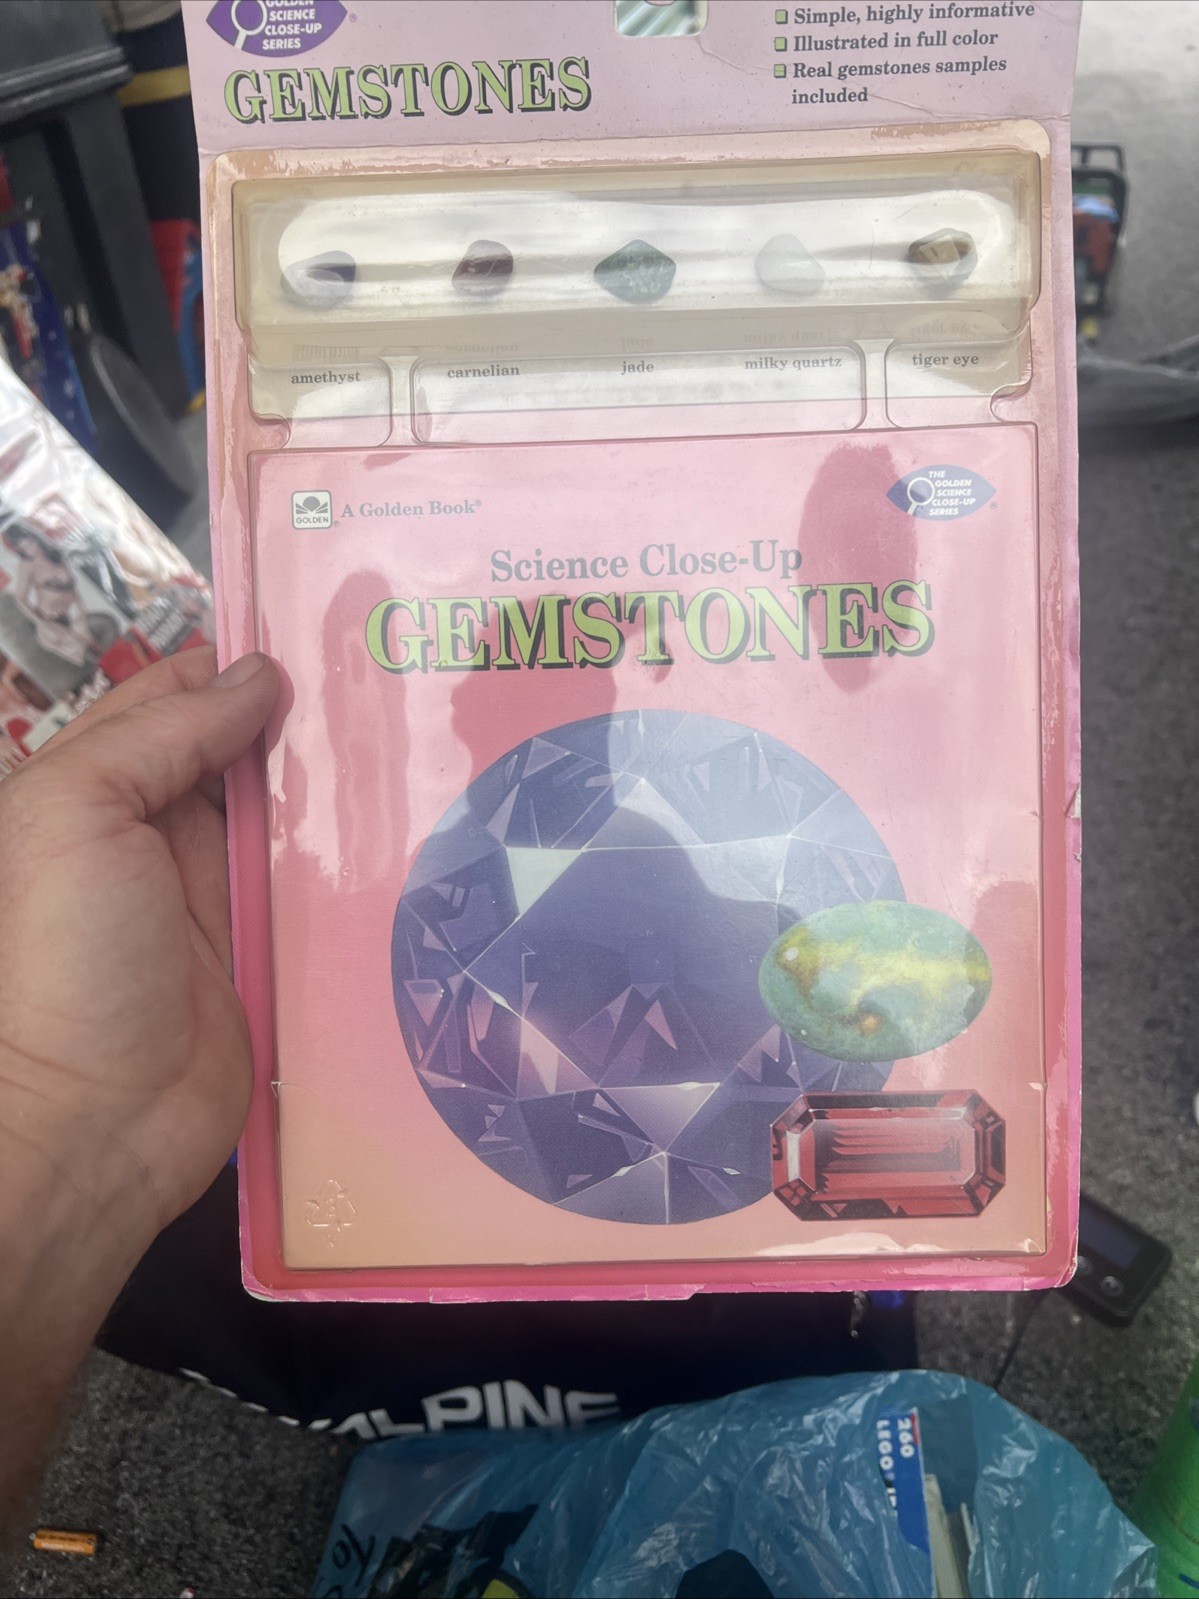 GOLDEN
SCIENCE
CLOSE-UP
SERIES
®
GEMSTONES
Simple, highly informative
Illustrated in full color
Real gemstones samples
included
amethyst
carnelian
jade
milky quartz
tiger eye
GOLDEN
®
A Golden Book®
THE
GOLDEN
SCIENCE
CLOSE-UP
SERIES
®
Science Close-Up
GEMSTONES
ALPINE
260
LEGO